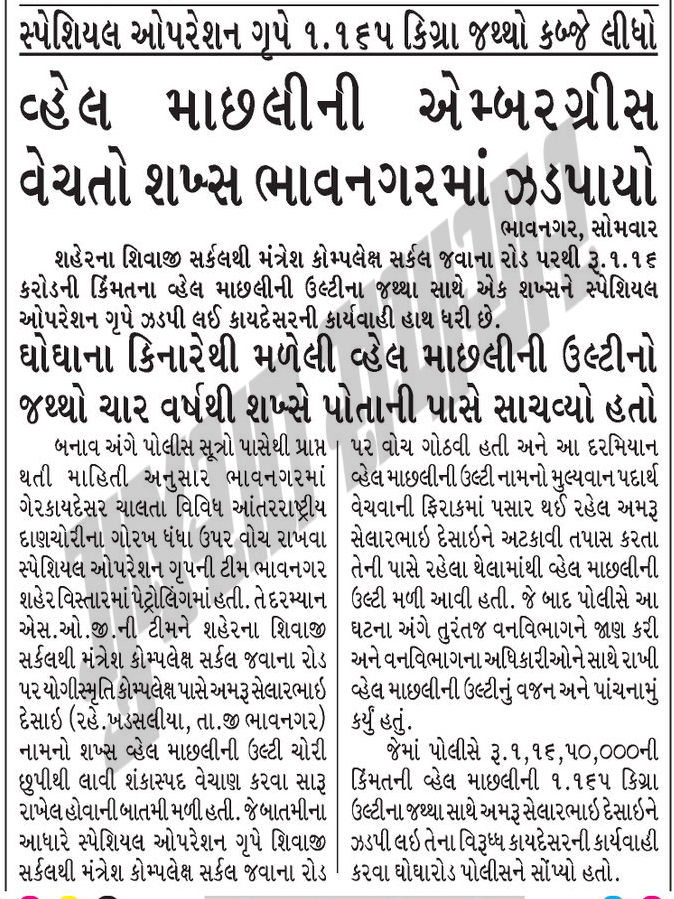 સ્પેશિયલ ઓપરેશન ગૃપે ૧.૧૬૫ કિગ્રા જથ્થો કબ્જે લીધો
વ્હેલ માછલીની એમ્બરગ્રીસ
વેચતો શખ્સ ભાવનગરમાં ઝડપાયો
ભાવનગર, સોમવાર
શહેરના શિવાજી સર્કલથી મંત્રેશ કોમ્પલેક્ષ સર્કલ જવાના રોડ પરથી રૂ.૧.૧૬
કરોડની કિંમતના વ્હેલ માછલીની ઉલ્ટીના જથ્થા સાથે એક શખ્સને સ્પેશિયલ
ઓપરેશન ગૃપે ઝડપી લઈ કાયદેસરની કાર્યવાહી હાથ ધરી છે.
ઘોઘાના કિનારેથી મળેલી વ્હેલ માછલીની ઉલ્ટીનો
જથ્થો ચાર વર્ષથી શખ્સે પોતાની પાસે સાચવ્યો હતો
બનાવ અંગે પોલીસ સૂત્રો પાસેથી પ્રાપ્ત
થતી માહિતી અનુસાર ભાવનગરમાં
ગેરકાયદેસર ચાલતા વિવિધ આંતરરાષ્ટ્રીય
દાણચોરીના ગોરખ ધંધા ઉપર વોચ રાખવા
સ્પેશિયલ ઓપરેશન ગૃપની ટીમ ભાવનગર
શહેર વિસ્તારમાં પેટ્રોલિંગમાં હતી. તે દરમ્યાન
એસ.ઓ.જી.ની ટીમને શહેરના શિવાજી
સર્કલથી મંત્રેશ કોમ્પલેક્ષ સર્કલ જવાના રોડ
પર યોગીસ્મૃતિ કોમ્પલેક્ષ પાસે અમરૂ સેલારભાઇ
દેસાઇ (રહે.ખડસલીયા, તા.જી ભાવનગર)
નામનો શખ્સ વ્હેલ માછલીની ઉલ્ટી ચોરી
છુપીથી લાવી શંકાસ્પદ વેચાણ કરવા સારૂ
રાખેલ હોવાની બાતમી મળી હતી. જે બાતમીના
આધારે સ્પેશિયલ ઓપરેશન ગૃપે શિવાજી
સર્કલથી મંત્રેશ કોમ્પલેક્ષ સર્કલ જવાના રોડ
પર વોચ ગોઠવી હતી અને આ દરમિયાન
વ્હેલ માછલીની ઉલ્ટી નામનો મુલ્યવાન પદાર્થ
વેચવાની ફિરાકમાં પસાર થઈ રહેલ અમરૂ
સેલારભાઇ દેસાઇને અટકાવી તપાસ કરતા
તેની પાસે રહેલા થેલામાંથી વ્હેલ માછલીની
ઉલ્ટી મળી આવી હતી. જે બાદ પોલીસે આ
ઘટના અંગે તુરંતજ વનવિભાગને જાણ કરી
અને વનવિભાગના અધિકારીઓને સાથે રાખી
વ્હેલ માછલીની ઉલ્ટીનું વજન અને પાંચનામું
કર્યું હતું.
જેમાં પોલીસે રૂ.૧,૧૬,૫૦,૦૦૦ની
કિંમતની વ્હેલ માછલીની ૧.૧૬૫ કિગ્રા
ઉલ્ટીના જથ્થા સાથે અમરૂ સેલારભાઇ દેસાઇને
ઝડપી લઇ તેના વિરૂધ્ધ કાયદેસરની કાર્યવાહી
કરવા ઘોઘારોડ પોલીસને સોંપ્યો હતો.